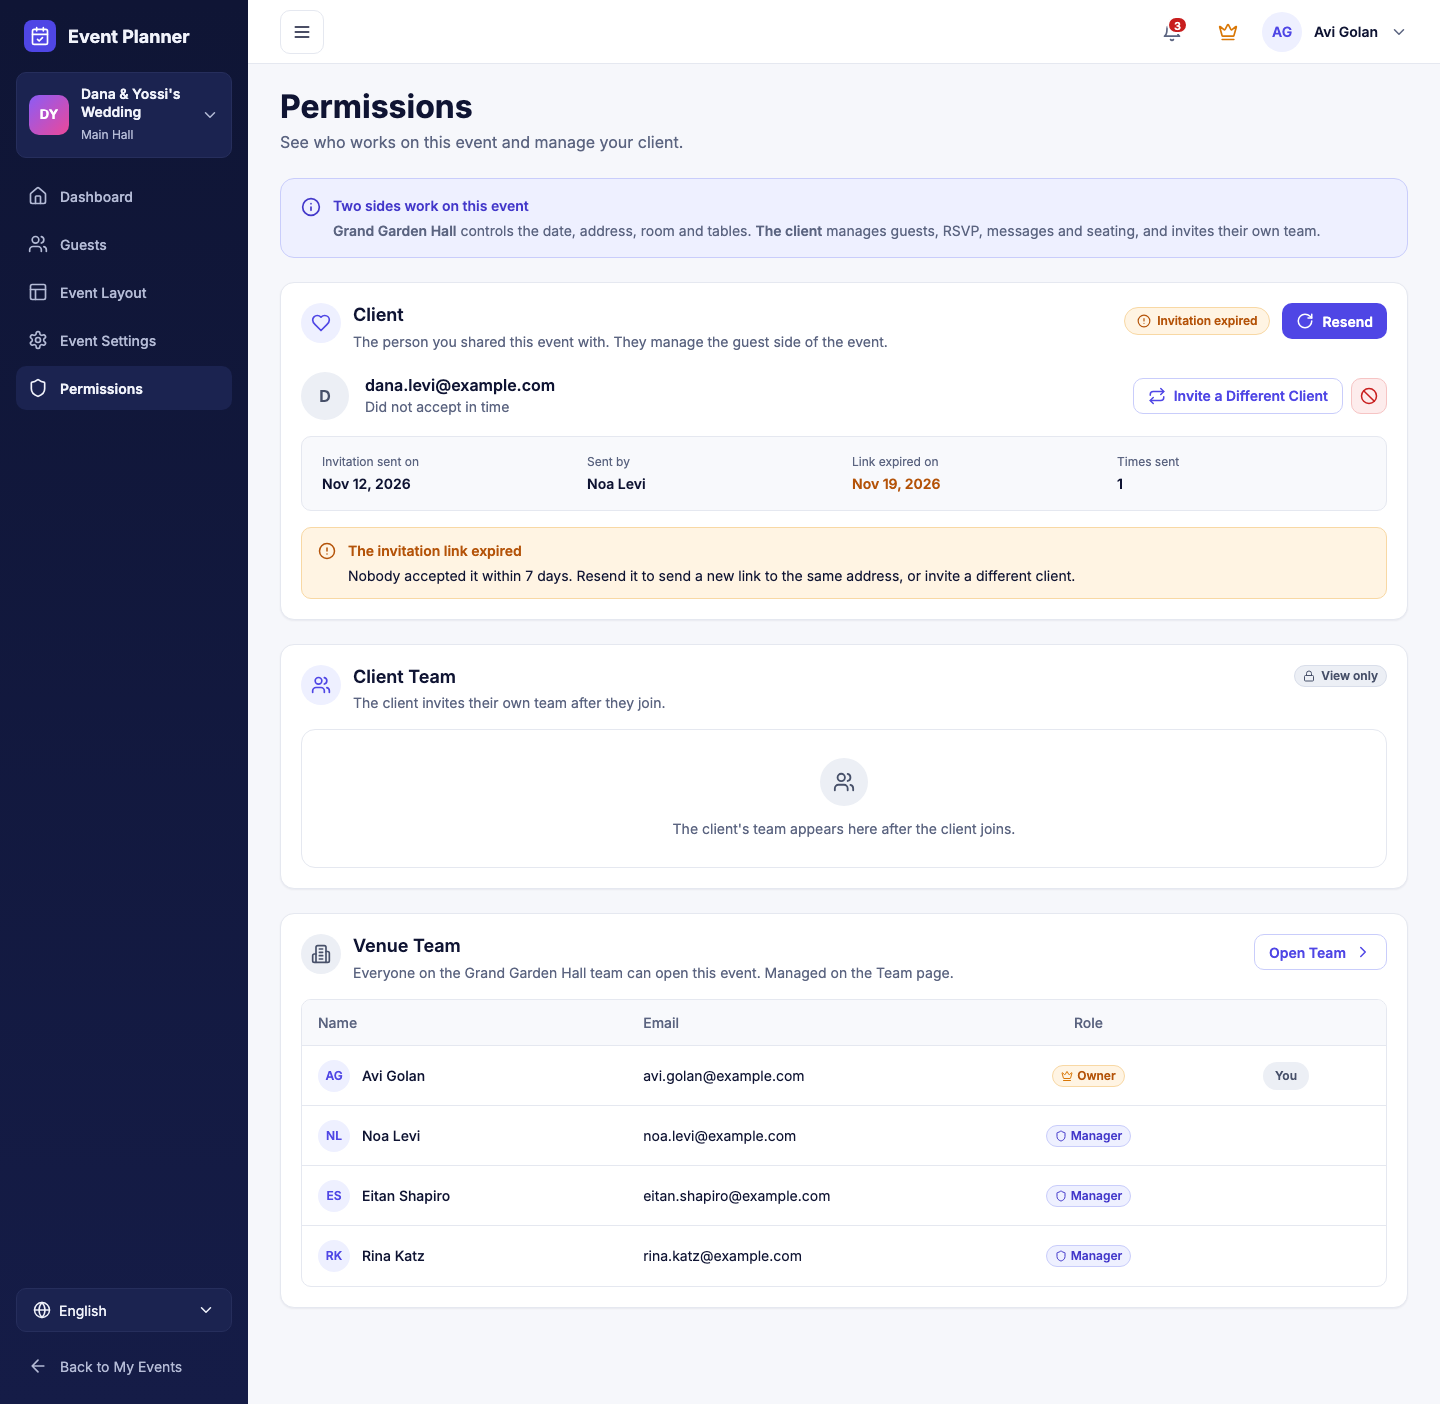 Event Planner
DY
Dana & Yossi's
Wedding
Main Hall
Dashboard
Guests
Event Layout
Event Settings
Permissions
English
Back to My Events
3
AG
Avi Golan
Permissions
See who works on this event and manage your client.
Two sides work on this event
Grand Garden Hall controls the date, address, room and tables. The client manages guests, RSVP, messages and seating, and invites their own team.
Client
The person you shared this event with. They manage the guest side of the event.
Invitation expired
Resend
D
dana.levi@example.com
Did not accept in time
Invite a Different Client
Invitation sent on
Nov 12, 2026
Sent by
Noa Levi
Link expired on
Nov 19, 2026
Times sent
1
The invitation link expired
Nobody accepted it within 7 days. Resend it to send a new link to the same address, or invite a different client.
Client Team
The client invites their own team after they join.
View only
The client's team appears here after the client joins.
Venue Team
Everyone on the Grand Garden Hall team can open this event. Managed on the Team page.
Open Team
Name Email Role
AG Avi Golan avi.golan@example.com Owner You
NL Noa Levi noa.levi@example.com Manager
ES Eitan Shapiro eitan.shapiro@example.com Manager
RK Rina Katz rina.katz@example.com Manager